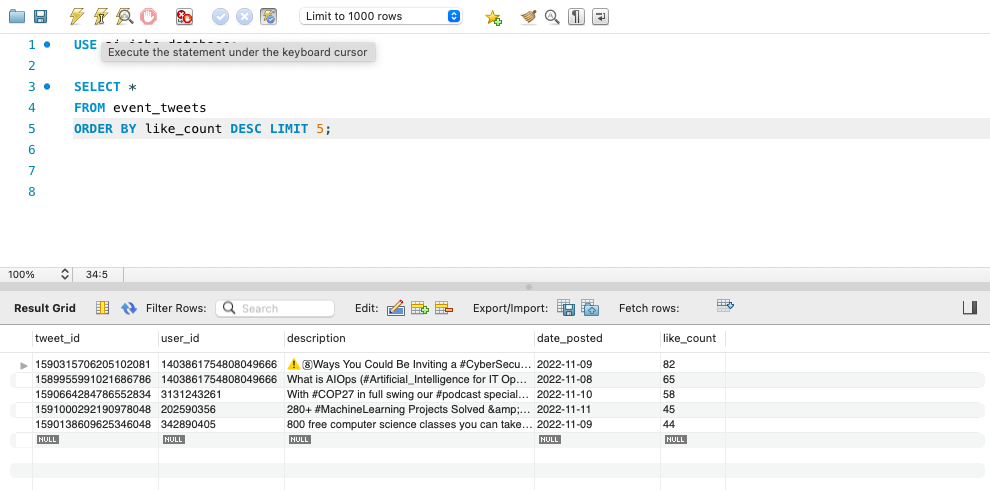 Limit to 1000 rows
1 USE
Execute the statement under the keyboard cursor
2
3 SELECT *
4 FROM event_tweets
5 ORDER BY like_count DESC LIMIT 5;
6
7
8
100% 34:5
Result Grid Filter Rows: Search Edit: Export/Import: Fetch rows:
tweet_id user_id description date_posted like_count
1590315706205102081 1403861754808049666 ⚠️⑧Ways You Could Be Inviting a #CyberSecu... 2022-11-09 82
1589955991021686786 1403861754808049666 What is AIOps (#Artificial_Intelligence for IT Op... 2022-11-08 65
1590664284786552834 3131243261 With #COP27 in full swing our #podcast special... 2022-11-10 58
1591000292190978048 202590356 280+ #MachineLearning Projects Solved &amp;... 2022-11-11 45
1590138609625346048 342890405 800 free computer science classes you can take... 2022-11-09 44
NULL NULL NULL NULL NULL